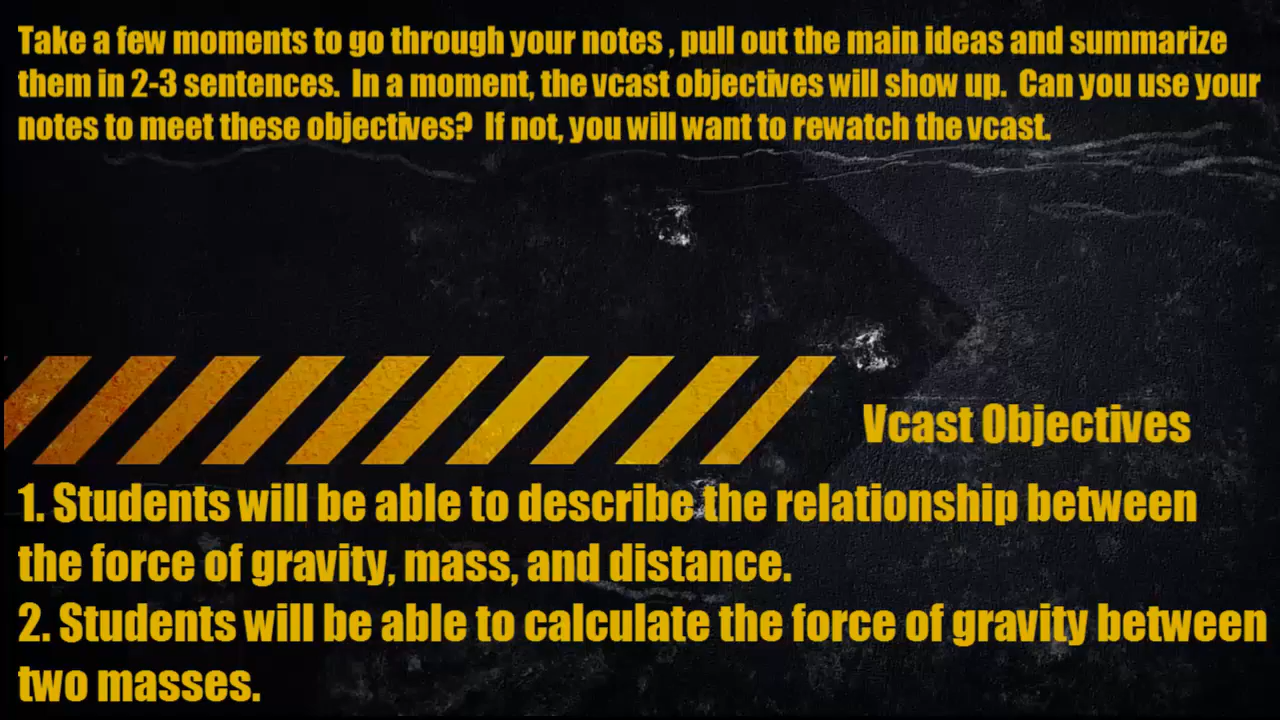 Take a few moments to go through your notes , pull out the main ideas and summarize
them in 2-3 sentences. In a moment, the vcast objectives will show up. Can you use your
notes to meet these objectives? If not, you will want to rewatch the vcast.
Vcast Objectives
1. Students will be able to describe the relationship between
the force of gravity, mass, and distance.
2. Students will be able to calculate the force of gravity between
two masses.